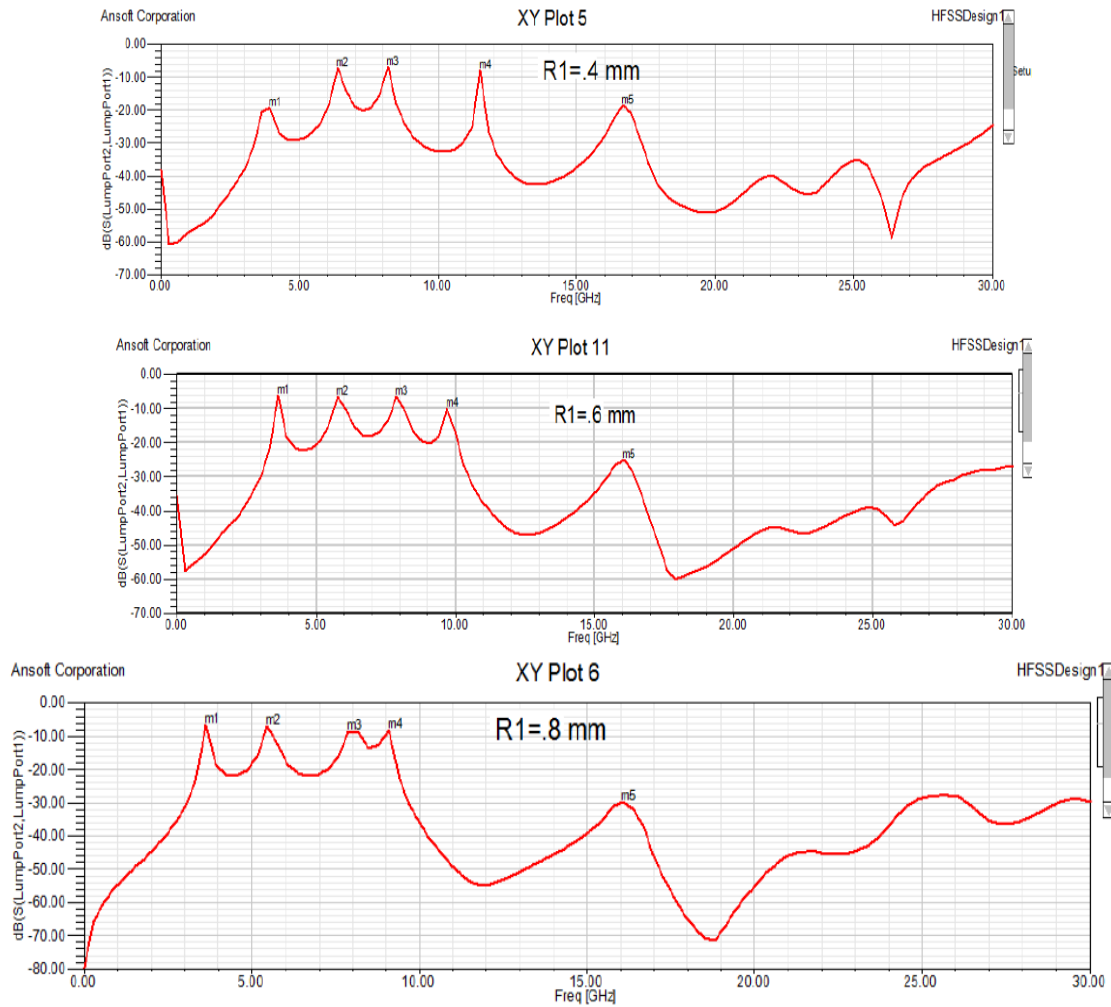 Ansoft Corporation XY Plot 5 HFSSDesign1
0.00
-10.00
-20.00
-30.00
-40.00
-50.00
-60.00
-70.00
dB(S(LumpPort2,LumpPort1))
m1 m2 m3 m4 m5
R1=.4 mm
Setu
0.00 5.00 10.00 15.00 20.00 25.00 30.00
Freq [GHz]
Ansoft Corporation XY Plot 11 HFSSDesign1
0.00
-10.00
-20.00
-30.00
-40.00
-50.00
-60.00
-70.00
dB(S(LumpPort2,LumpPort1))
m1 m2 m3 m4 m5
R1=.6 mm
0.00 5.00 10.00 15.00 20.00 25.00 30.00
Freq [GHz]
Ansoft Corporation XY Plot 6 HFSSDesign1
0.00
-10.00
-20.00
-30.00
-40.00
-50.00
-60.00
-70.00
-80.00
dB(S(LumpPort2,LumpPort1))
m1 m2 m3 m4 m5
R1=.8 mm
0.00 5.00 10.00 15.00 20.00 25.00 30.00
Freq [GHz]